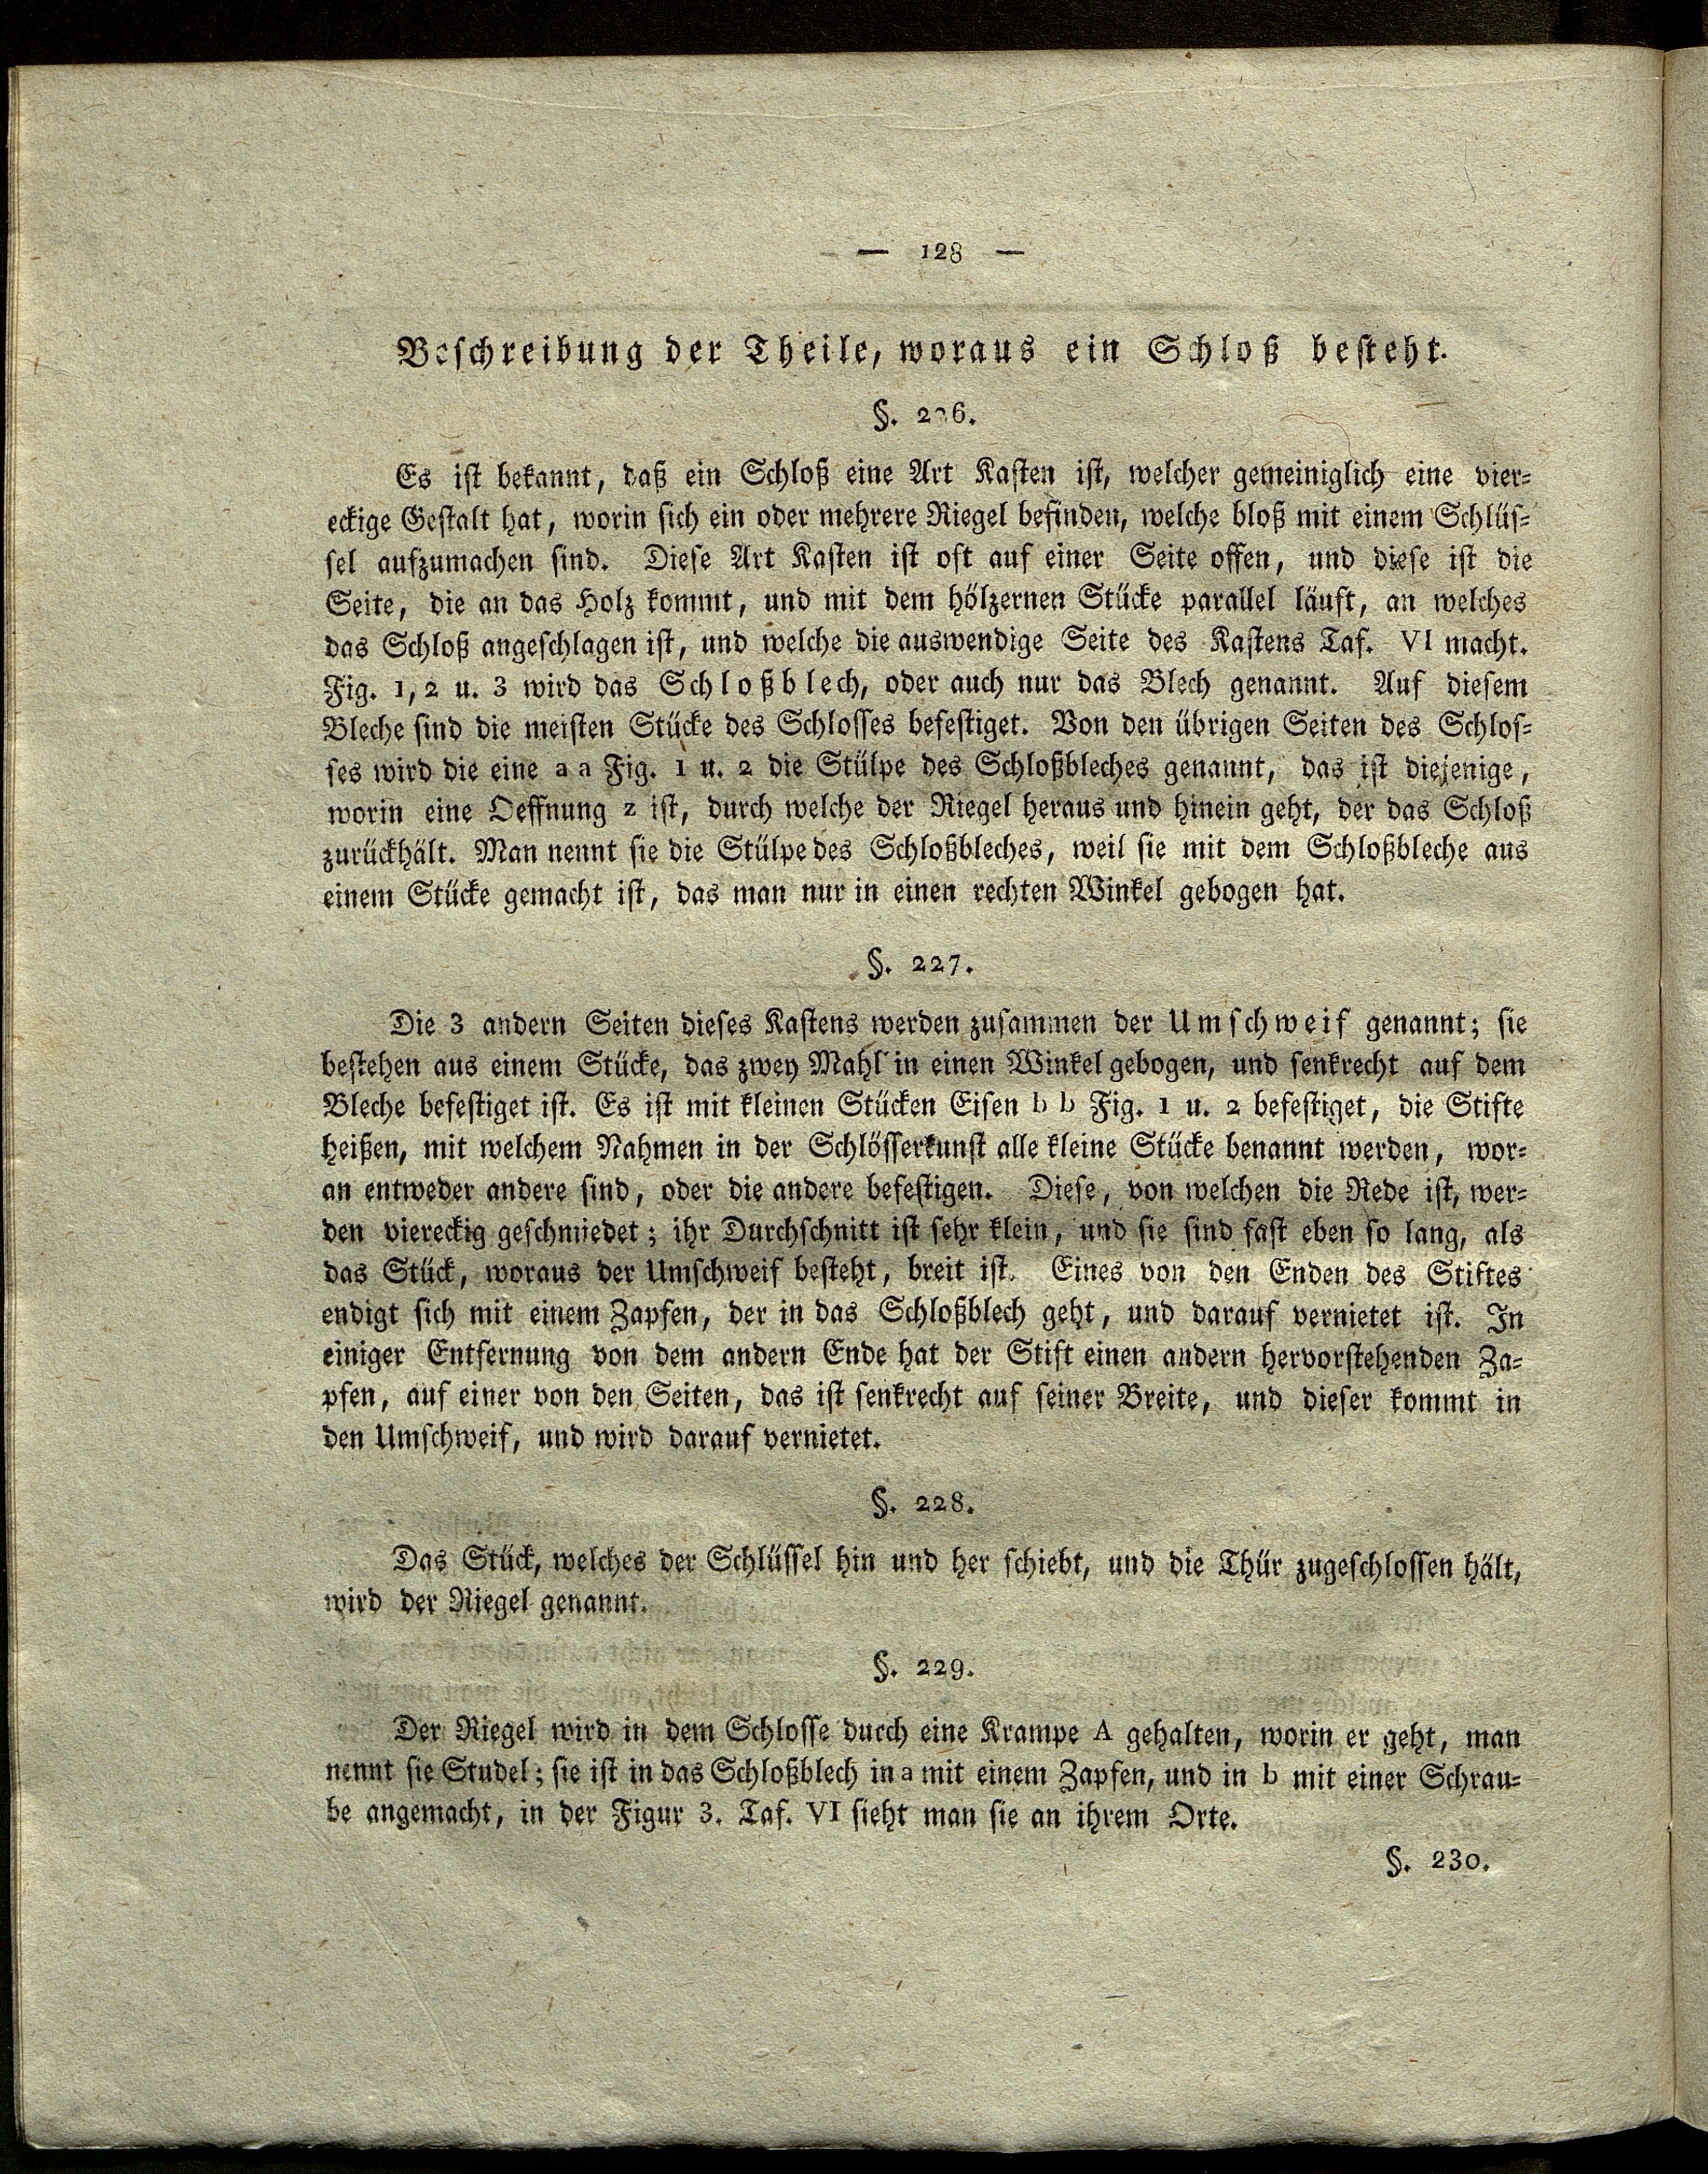 — 128 —
Beschreibung der Theile, woraus ein Schloß besteht.
§. 226.
Es ist bekannt, daß ein Schloß eine Art Kasten ist, welcher gemeiniglich eine vier-
eckige Gestalt hat, worin sich ein oder mehrere Riegel befinden, welche bloß mit einem Schlüs-
sel aufzumachen sind. Diese Art Kasten ist oft auf einer Seite offen, und diese ist die
Seite, die an das Holz kommt, und mit dem hölzernen Stücke parallel läuft, an welches
das Schloß angeschlagen ist, und welche die auswendige Seite des Kastens Taf. VI macht.
Fig. 1, 2 u. 3 wird das Schloßblech, oder auch nur das Blech genannt. Auf diesem
Bleche sind die meisten Stücke des Schlosses befestiget. Von den übrigen Seiten des Schlos-
ses wird die eine a a Fig. 1 u. 2 die Stülpe des Schloßbleches genannt, das ist diejenige,
worin eine Oeffnung z ist, durch welche der Riegel heraus und hinein geht, der das Schloß
zurückhält. Man nennt sie die Stülpe des Schloßbleches, weil sie mit dem Schloßbleche aus
einem Stücke gemacht ist, das man nur in einen rechten Winkel gebogen hat.
§. 227.
Die 3 andern Seiten dieses Kastens werden zusammen der Umschweif genannt; sie
bestehen aus einem Stücke, das zwey Mahl in einen Winkel gebogen, und senkrecht auf dem
Bleche befestiget ist. Es ist mit kleinen Stücken Eisen b b Fig. 1 u. 2 befestiget, die Stifte
heißen, mit welchem Nahmen in der Schlösserkunst alle kleine Stücke benannt werden, wor-
an entweder andere sind, oder die andere befestigen. Diese, von welchen die Rede ist, wer-
den viereckig geschmiedet; ihr Durchschnitt ist sehr klein, und sie sind fast eben so lang, als
das Stück, woraus der Umschweif besteht, breit ist. Eines von den Enden des Stiftes
endigt sich mit einem Zapfen, der in das Schloßblech geht, und darauf vernietet ist. In
einiger Entfernung von dem andern Ende hat der Stift einen andern hervorstehenden Za-
pfen, auf einer von den Seiten, das ist senkrecht auf seiner Breite, und dieser kommt in
den Umschweif, und wird darauf vernietet.
§. 228.
Das Stück, welches der Schlüssel hin und her schiebt, und die Thür zugeschlossen hält,
wird der Riegel genannt.
§. 229.
Der Riegel wird in dem Schlosse durch eine Krampe A gehalten, worin er geht, man
nennt sie Studel; sie ist in das Schloßblech in a mit einem Zapfen, und in b mit einer Schrau-
be angemacht, in der Figur 3. Taf. VI sieht man sie an ihrem Orte.
§. 230.